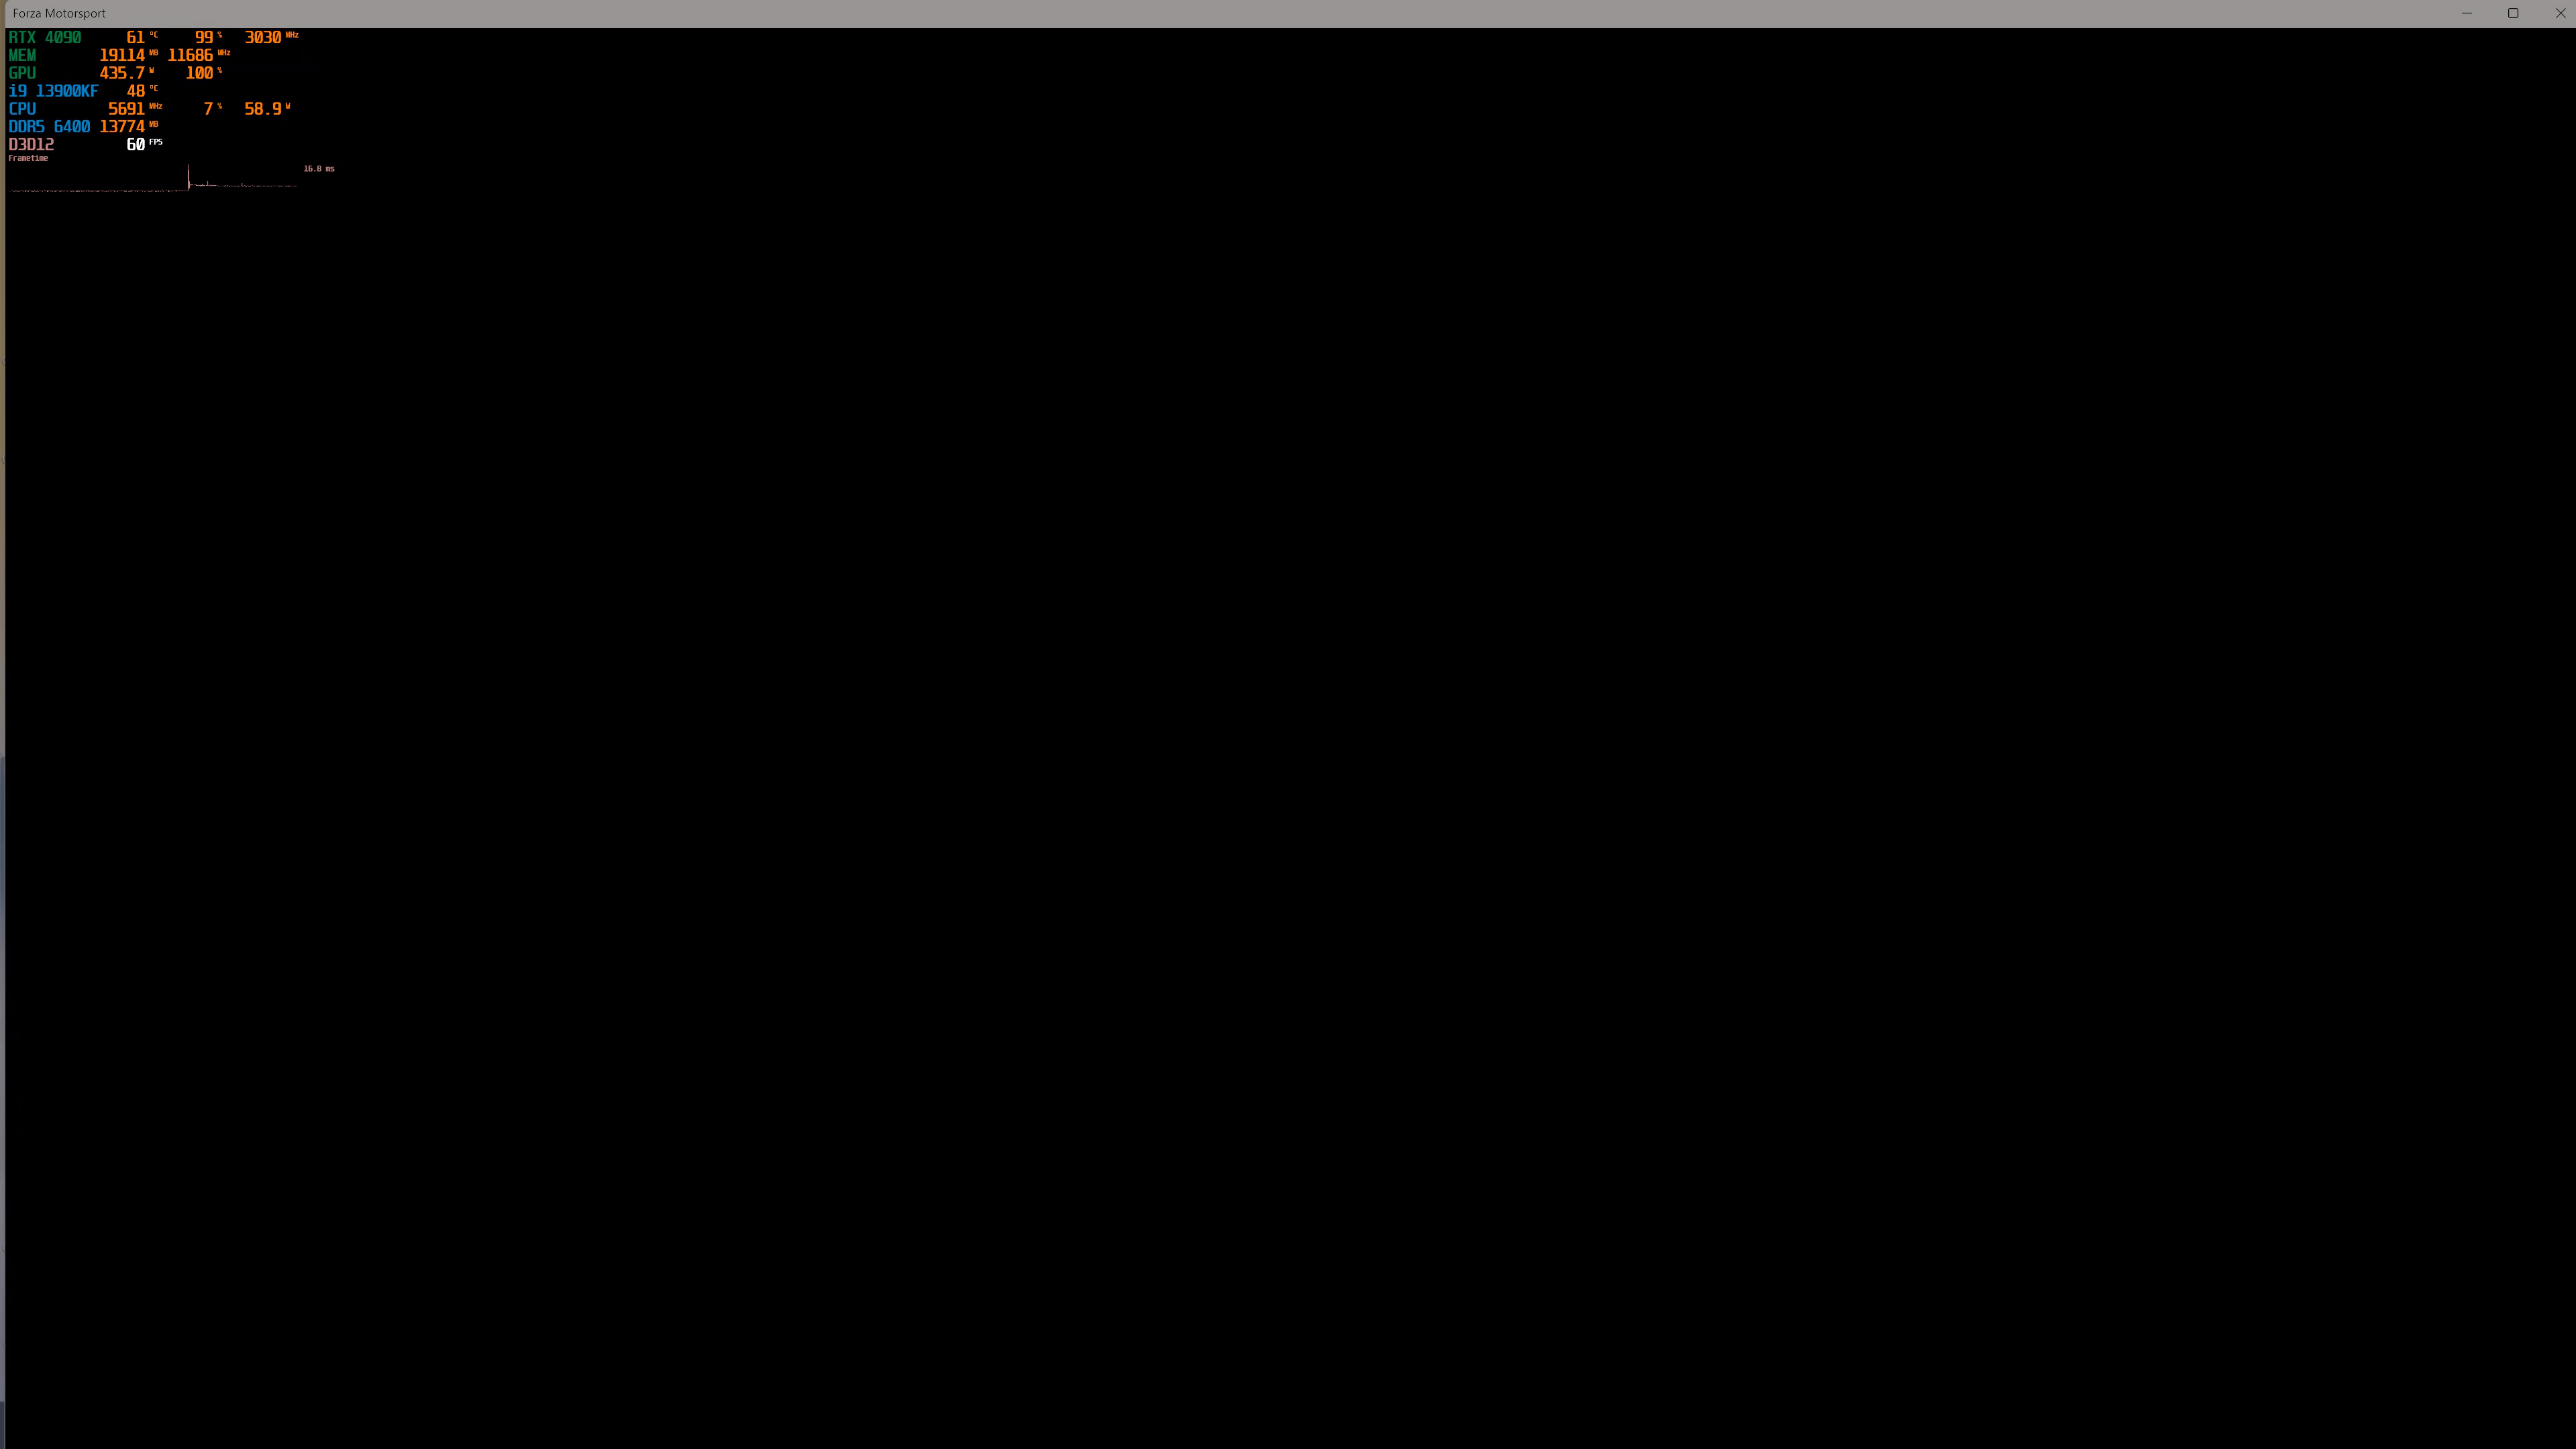 Forza Motorsport
RTX 4090 61 °C 99 % 3030 MHz
MEM 19114 MB 11686 MHz
GPU 435.7 W 100 %
i9 13900KF 48 °C
CPU 5691 MHz 7 % 58.9 W
DDR5 6400 13774 MB
D3D12 60 FPS
Frametime
16.8 ms